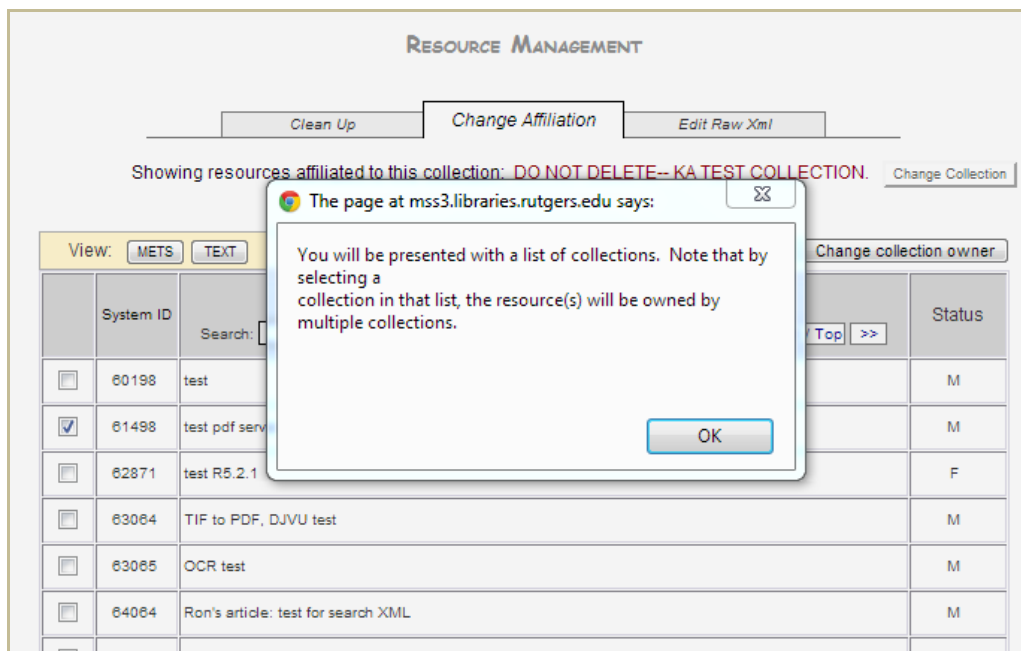 RESOURCE MANAGEMENT
Clean Up Change Affiliation Edit Raw Xml
Showing resources affiliated to this collection: DO NOT DELETE-- KA TEST COLLECTION. Change Collection
The page at mss3.libraries.rutgers.edu says:
View: METS TEXT Change collection owner
You will be presented with a list of collections. Note that by
selecting a
collection in that list, the resource(s) will be owned by
multiple collections.
OK
System ID Search: Top >> Status
60198 test M
61498 test pdf M
62871 test R5.2.1 F
63064 TIF to PDF, DJVU test M
63065 OCR test M
64064 Ron's article: test for search XML M